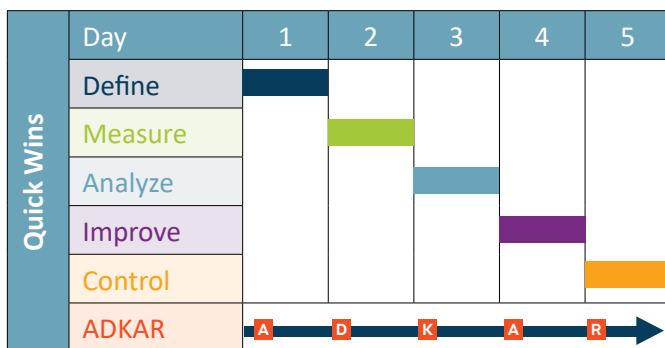 Quick Wins
Day 1 2 3 4 5
Define
Measure
Analyze
Improve
Control
ADKAR A D K A R